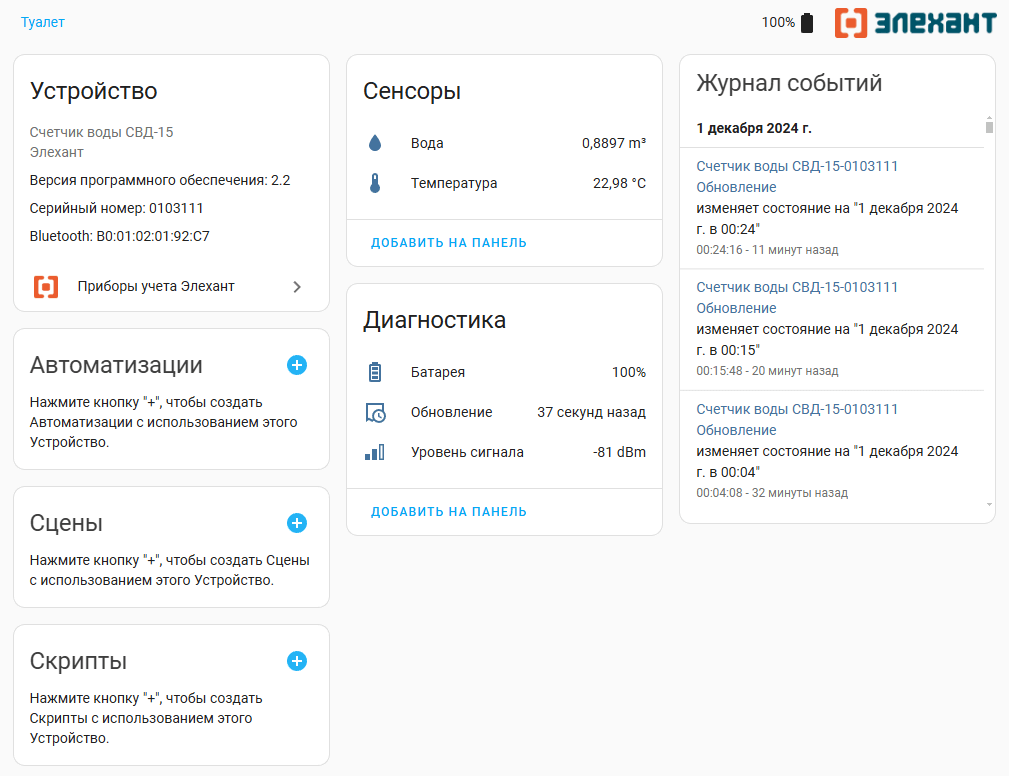 Туалет
100%
элехант
Устройство
Счетчик воды СВД-15
Элехант
Версия программного обеспечения: 2.2
Серийный номер: 0103111
Bluetooth: B0:01:02:01:92:C7
Приборы учета Элехант
Автоматизации
Нажмите кнопку "+", чтобы создать
Автоматизации с использованием этого
Устройство.
Сцены
Нажмите кнопку "+", чтобы создать Сцены
с использованием этого Устройство.
Скрипты
Нажмите кнопку "+", чтобы создать
Скрипты с использованием этого
Устройство.
Сенсоры
Вода 0,8897 m³
Температура 22,98 °C
ДОБАВИТЬ НА ПАНЕЛЬ
Диагностика
Батарея 100%
Обновление 37 секунд назад
Уровень сигнала -81 dBm
ДОБАВИТЬ НА ПАНЕЛЬ
Журнал событий
1 декабря 2024 г.
Счетчик воды СВД-15-0103111
Обновление
изменяет состояние на "1 декабря 2024
г. в 00:24"
00:24:16 - 11 минут назад
Счетчик воды СВД-15-0103111
Обновление
изменяет состояние на "1 декабря 2024
г. в 00:15"
00:15:48 - 20 минут назад
Счетчик воды СВД-15-0103111
Обновление
изменяет состояние на "1 декабря 2024
г. в 00:04"
00:04:08 - 32 минуты назад